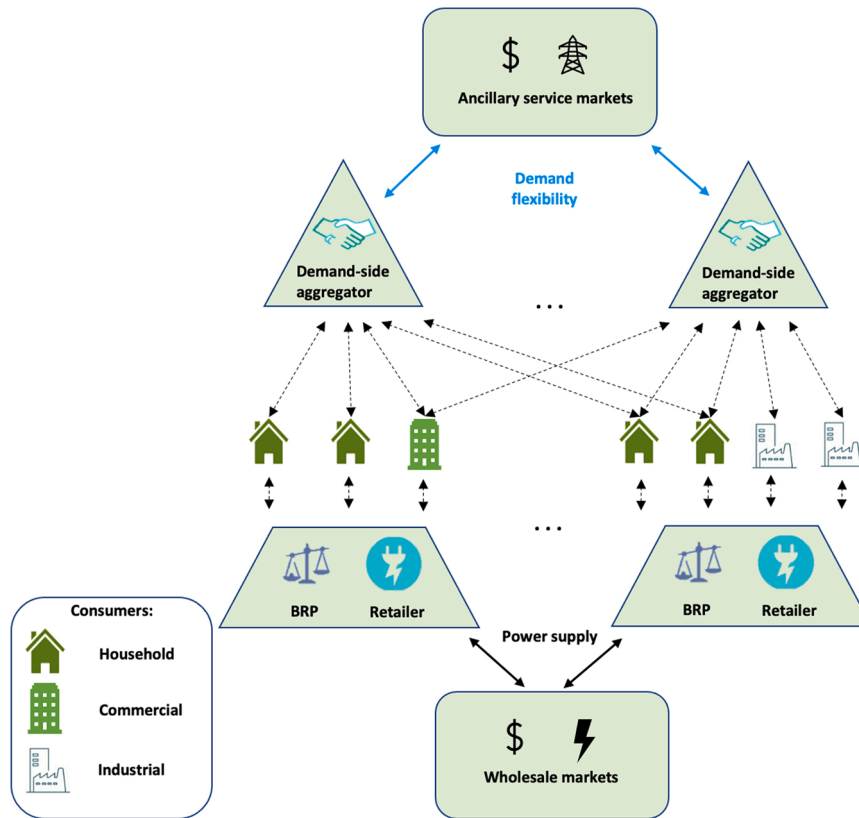 $
Ancillary service markets
Demand
flexibility
Demand-side
aggregator
Demand-side
aggregator
...
...
BRP
Retailer
BRP
Retailer
Consumers:
Household
Commercial
Industrial
Power supply
$
Wholesale markets